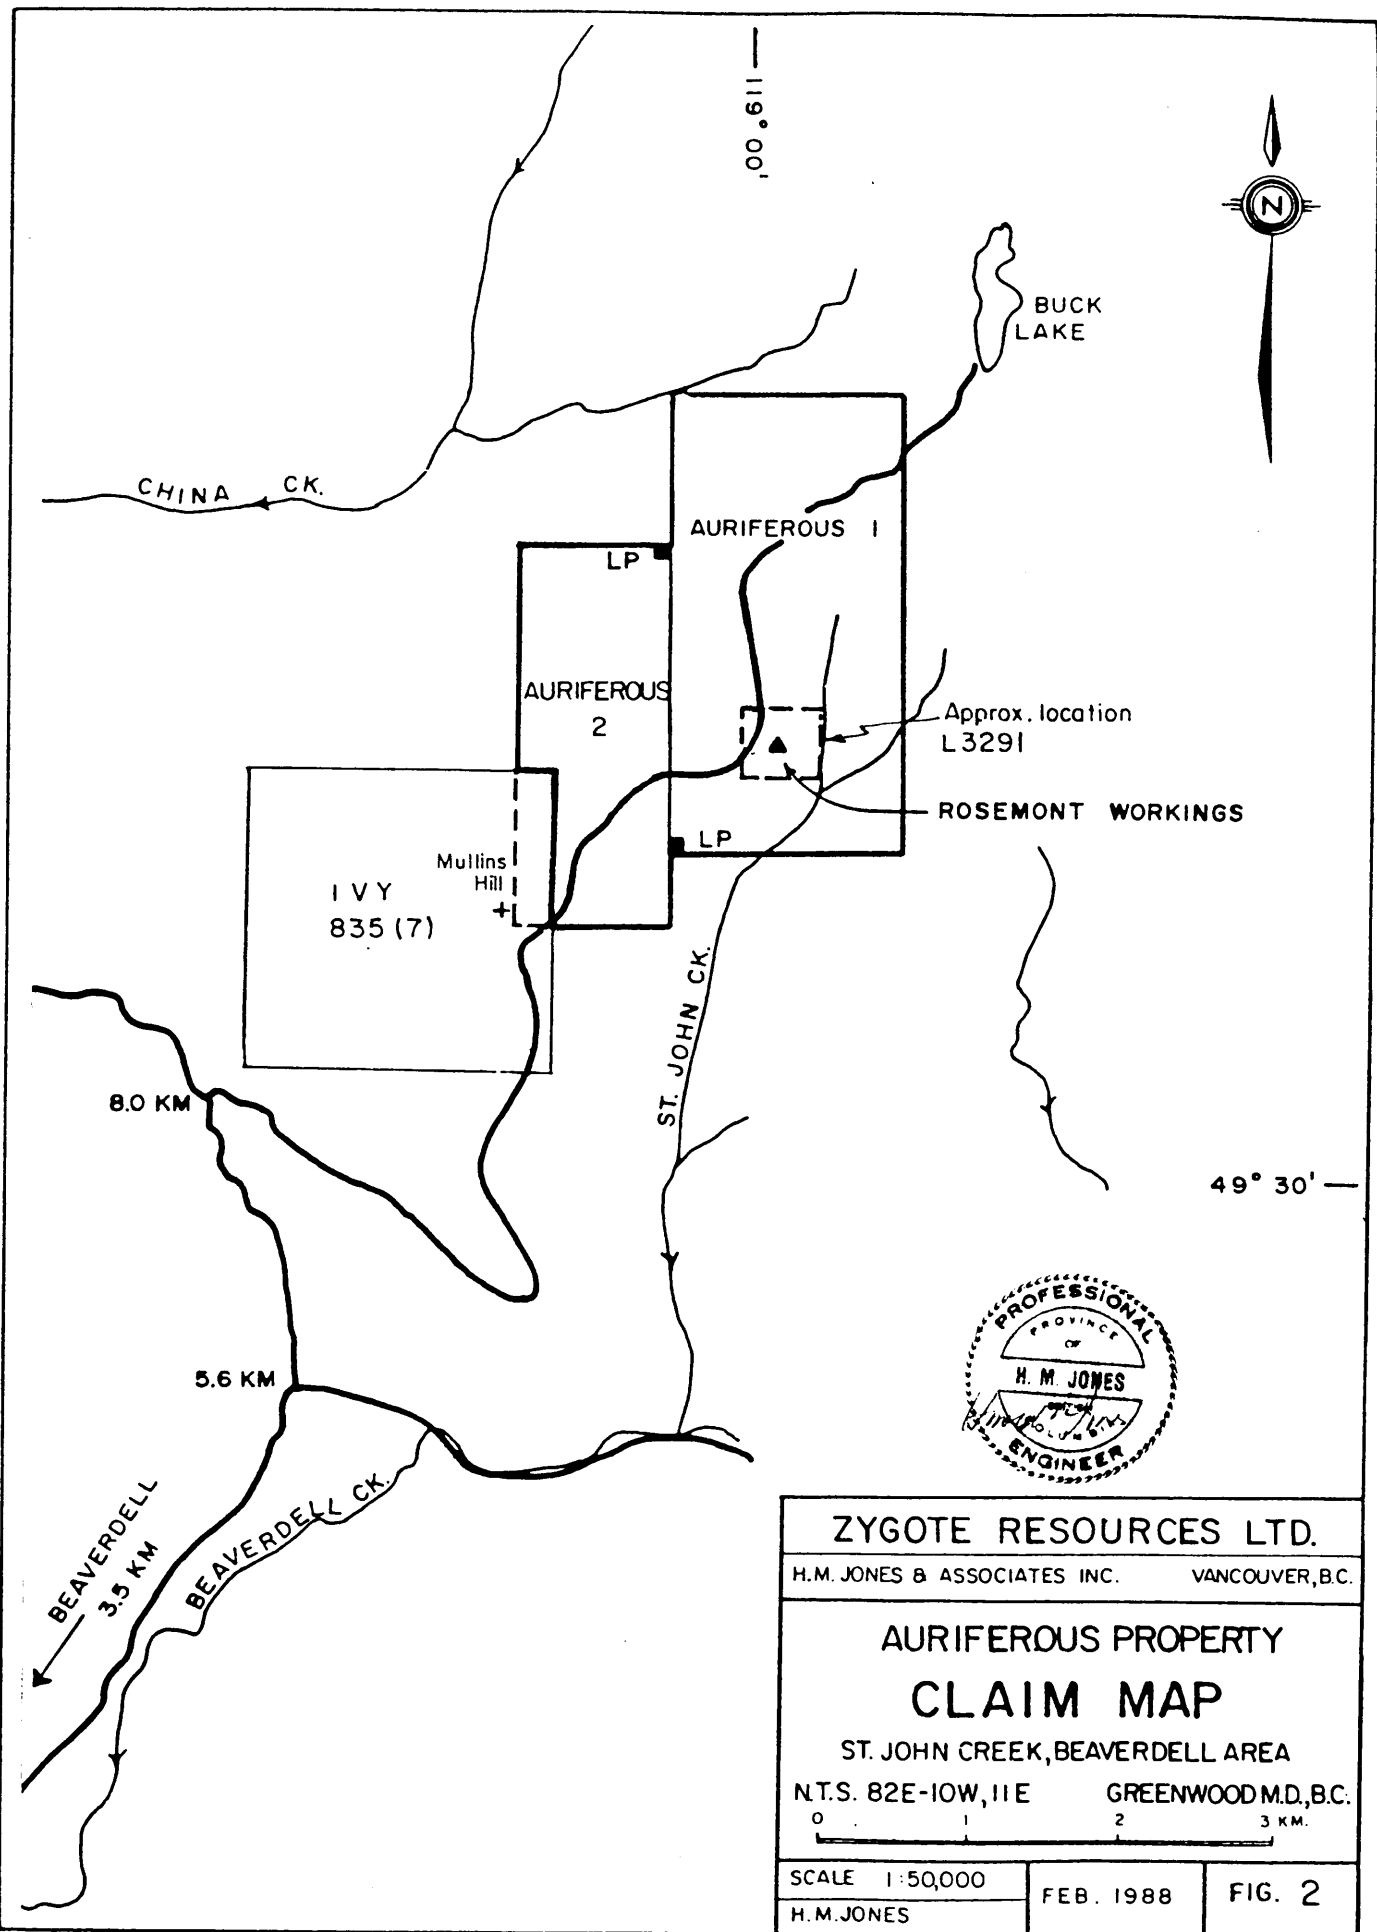 119° 00'
N
BUCK
LAKE
CHINA CK.
AURIFEROUS 1
LP
AURIFEROUS
2
Approx. location
L3291
ROSEMONT WORKINGS
LP
Mullins
Hill
IVY
835 (7)
ST. JOHN CK.
8.0 KM
49° 30'
5.6 KM
PROFESSIONAL
PROVINCE
OF
H. M. JONES
COLUMBIA
ENGINEER
BEAVERDELL
3.5 KM
BEAVERDELL CK.
ZYGOTE RESOURCES LTD.
H.M. JONES & ASSOCIATES INC. VANCOUVER, B.C.
AURIFEROUS PROPERTY
CLAIM MAP
ST. JOHN CREEK, BEAVERDELL AREA
N.T.S. 82E-10W, 11E GREENWOOD M.D., B.C.
0 1 2 3 KM.
SCALE 1:50,000
H.M. JONES
FEB. 1988
FIG. 2